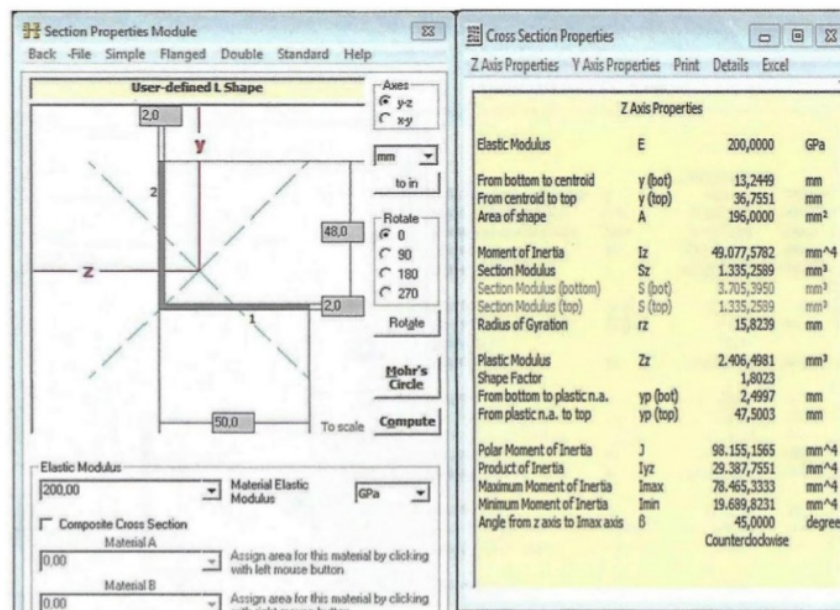 Section Properties Module
Back -File Simple Flanged Double Standard Help
User-defined L Shape
2,0
y
2
48,0
z
2,0
1
50,0
To scale
Axes
y-z
x-y
mm
to in
Rotate
0
90
180
270
Rotate
Mohr's
Circle
Compute
Elastic Modulus
200,00
Material Elastic
Modulus
GPa
Composite Cross Section
Material A
0,00
Assign area for this material by clicking
with left mouse button
Material B
0,00
Assign area for this material by clicking
Cross Section Properties
Z Axis Properties Y Axis Properties Print Details Excel
Z Axis Properties
Elastic Modulus E 200,0000 GPa
From bottom to centroid y (bot) 13,2449 mm
From centroid to top y (top) 36,7551 mm
Area of shape A 196,0000 mm²
Moment of Inertia Iz 49.077,5782 mm^4
Section Modulus Sz 1.335,2589 mm³
Section Modulus (bottom) S (bot) 3.705,3950 mm³
Section Modulus (top) S (top) 1.335,2589 mm³
Radius of Gyration rz 15,8239 mm
Plastic Modulus Zz 2.406,4981 mm³
Shape Factor 1,8023
From bottom to plastic n.a. yp (bot) 2,4997 mm
From plastic n.a. to top yp (top) 47,5003 mm
Polar Moment of Inertia J 98.155,1565 mm^4
Product of Inertia Iyz 29.387,7551 mm^4
Maximum Moment of Inertia Imax 78.465,3333 mm^4
Minimum Moment of Inertia Imin 19.689,8231 mm^4
Angle from z axis to Imax axis ß 45,0000 degree
Counterclockwise